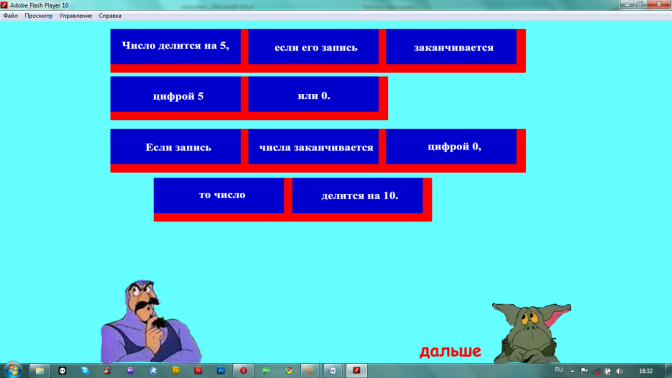 Adobe Flash Player 10
Файл Просмотр Управление Справка
Число делится на 5, если его запись заканчивается
цифрой 5 или 0.
Если запись числа заканчивается цифрой 0,
то число делится на 10.
дальше
RU 18:32